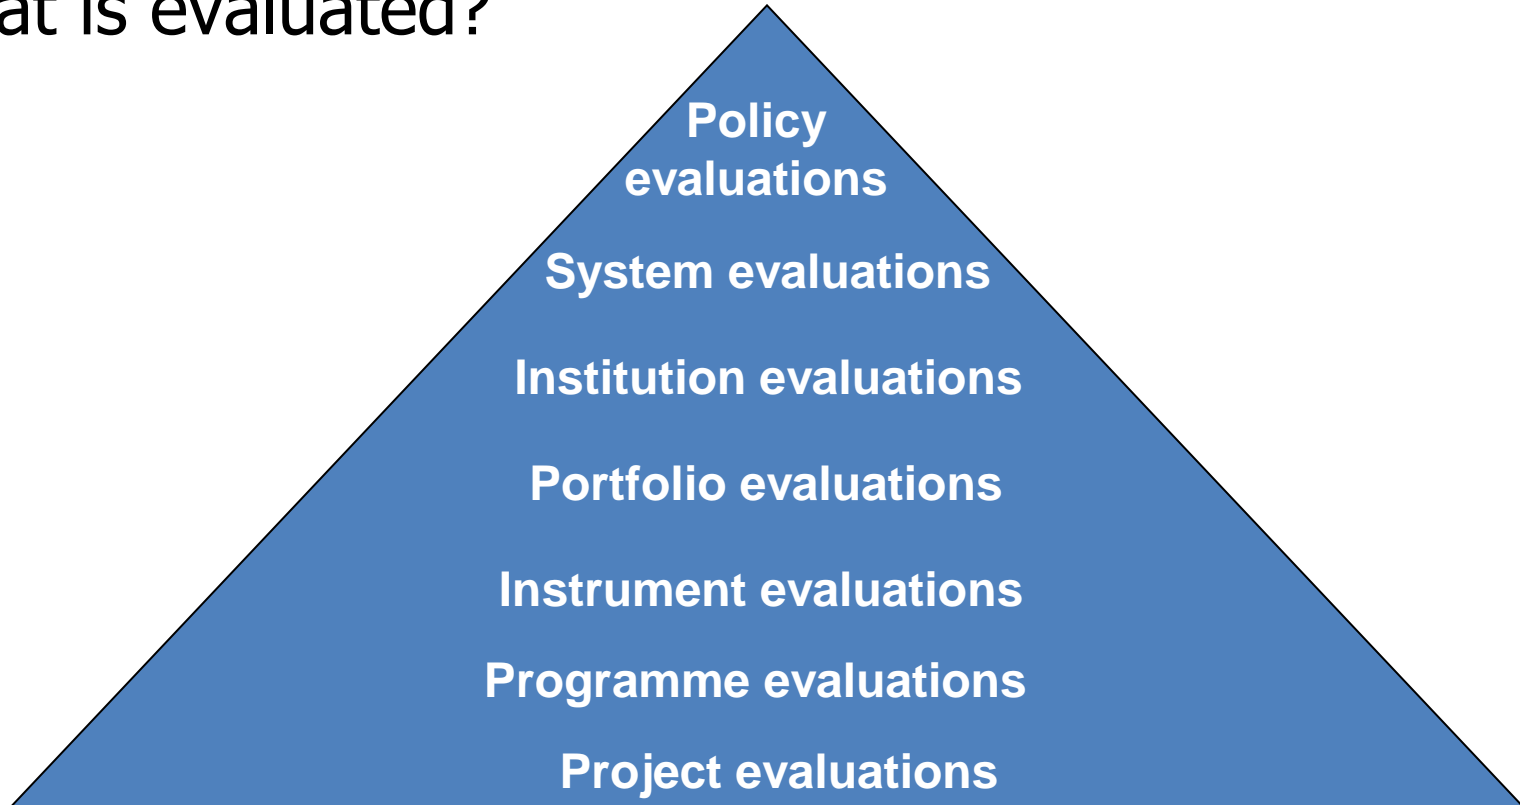 at is evaluated?
Policy
evaluations
System evaluations
Institution evaluations
Portfolio evaluations
Instrument evaluations
Programme evaluations
Project evaluations